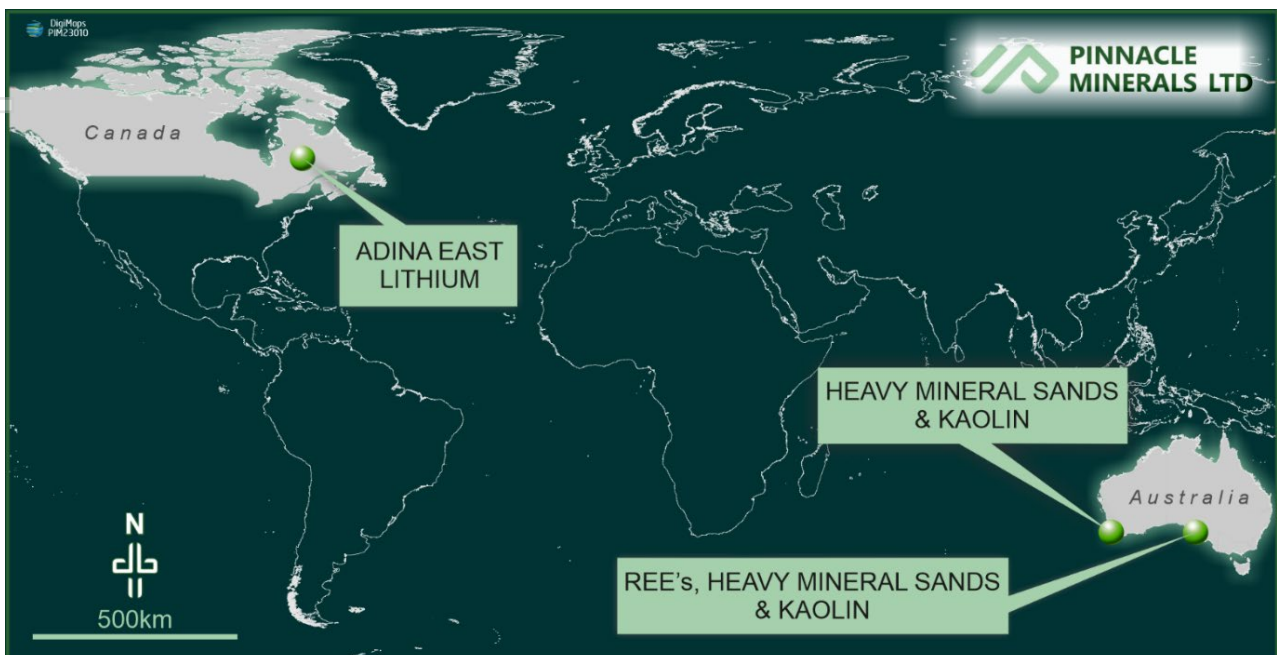 DigiMaps
PIM23010
PINNACLE
MINERALS LTD
Canada
ADINA EAST
LITHIUM
HEAVY MINERAL SANDS
& KAOLIN
Australia
REE's, HEAVY MINERAL SANDS
& KAOLIN
N
500km